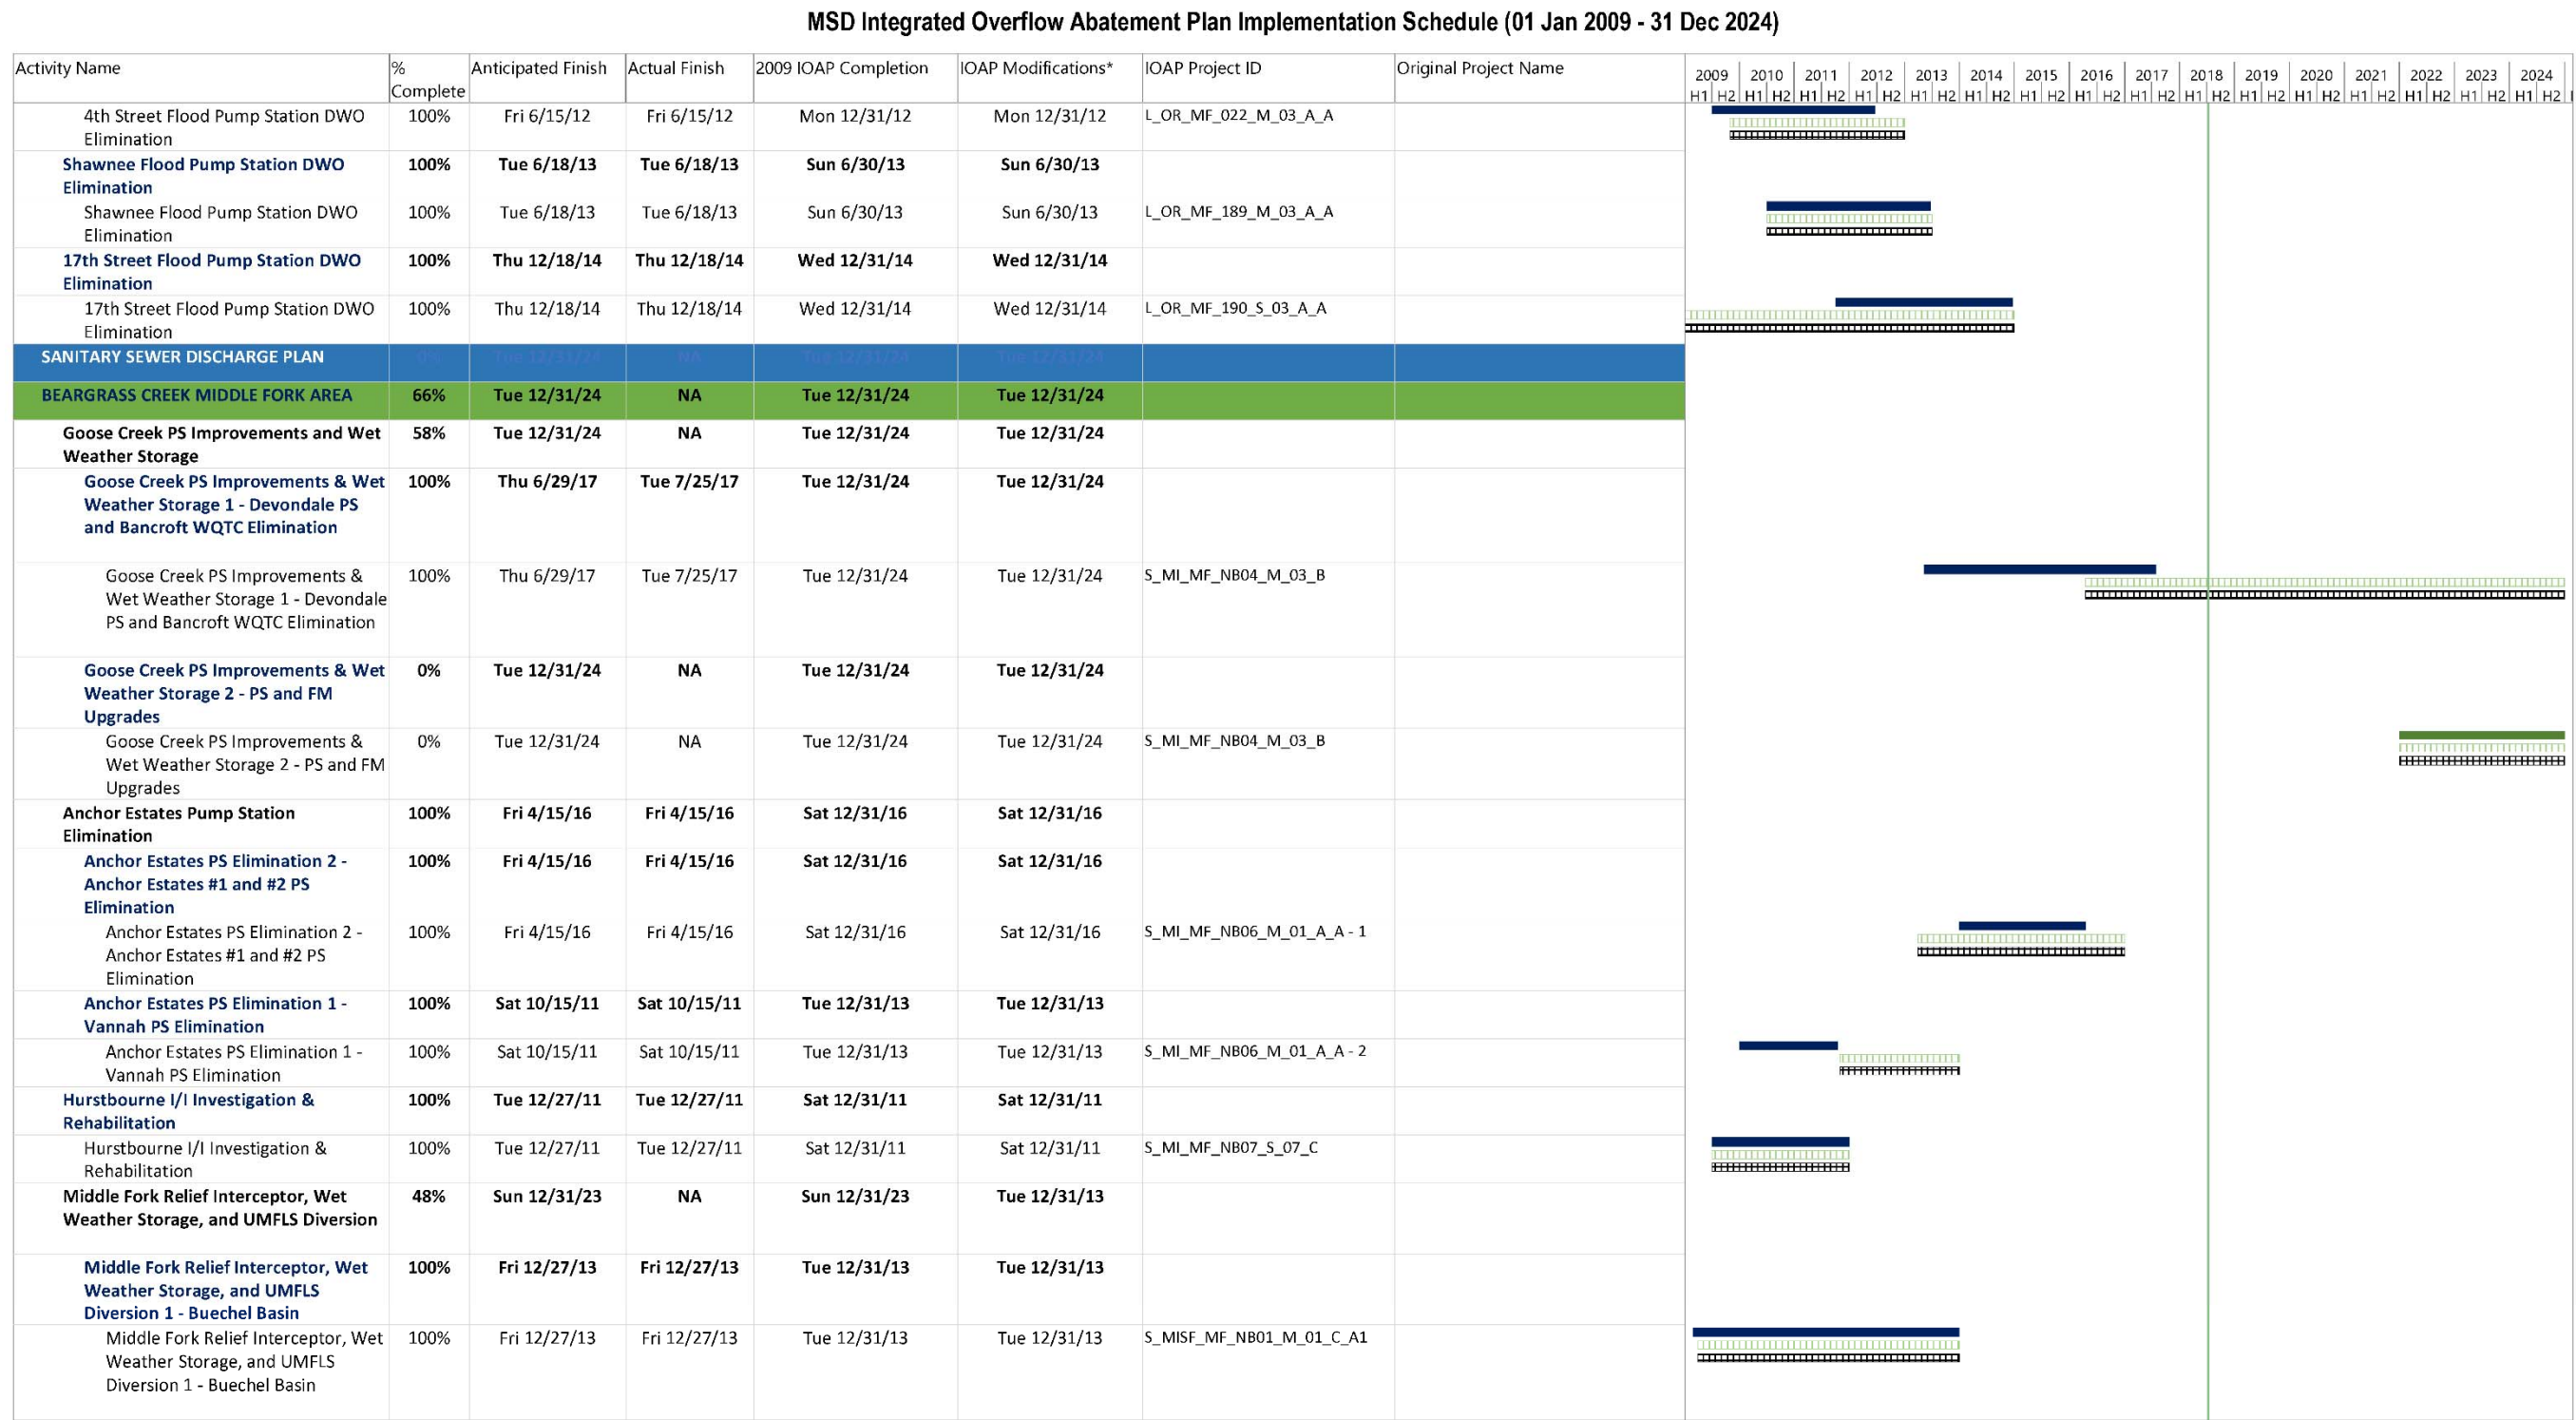 MSD Integrated Overflow Abatement Plan Implementation Schedule (01 Jan 2009 - 31 Dec 2024)
Activity Name % Complete Anticipated Finish Actual Finish 2009 IOAP Completion IOAP Modifications* IOAP Project ID Original Project Name
2009 2010 2011 2012 2013 2014 2015 2016 2017 2018 2019 2020 2021 2022 2023 2024
H1 H2 H1 H2 H1 H2 H1 H2 H1 H2 H1 H2 H1 H2 H1 H2 H1 H2 H1 H2 H1 H2 H1 H2 H1 H2 H1 H2 H1 H2 H1 H2
4th Street Flood Pump Station DWO 100% Fri 6/15/12 Fri 6/15/12 Mon 12/31/12 Mon 12/31/12 L_OR_MF_022_M_03_A_A
Elimination
Shawnee Flood Pump Station DWO 100% Tue 6/18/13 Tue 6/18/13 Sun 6/30/13 Sun 6/30/13
Elimination
Shawnee Flood Pump Station DWO 100% Tue 6/18/13 Tue 6/18/13 Sun 6/30/13 Sun 6/30/13 L_OR_MF_189_M_03_A_A
Elimination
17th Street Flood Pump Station DWO 100% Thu 12/18/14 Thu 12/18/14 Wed 12/31/14 Wed 12/31/14
Elimination
17th Street Flood Pump Station DWO 100% Thu 12/18/14 Thu 12/18/14 Wed 12/31/14 Wed 12/31/14 L_OR_MF_190_S_03_A_A
Elimination
SANITARY SEWER DISCHARGE PLAN 0% Tue 12/31/24 NA Tue 12/31/24 Tue 12/31/24
BEARGRASS CREEK MIDDLE FORK AREA 66% Tue 12/31/24 NA Tue 12/31/24 Tue 12/31/24
Goose Creek PS Improvements and Wet 58% Tue 12/31/24 NA Tue 12/31/24 Tue 12/31/24
Weather Storage
Goose Creek PS Improvements & Wet 100% Thu 6/29/17 Tue 7/25/17 Tue 12/31/24 Tue 12/31/24
Weather Storage 1 - Devondale PS
and Bancroft WQTC Elimination
Goose Creek PS Improvements & 100% Thu 6/29/17 Tue 7/25/17 Tue 12/31/24 Tue 12/31/24 S_MI_MF_NB04_M_03_B
Wet Weather Storage 1 - Devondale
PS and Bancroft WQTC Elimination
Goose Creek PS Improvements & Wet 0% Tue 12/31/24 NA Tue 12/31/24 Tue 12/31/24
Weather Storage 2 - PS and FM
Upgrades
Goose Creek PS Improvements & 0% Tue 12/31/24 NA Tue 12/31/24 Tue 12/31/24 S_MI_MF_NB04_M_03_B
Wet Weather Storage 2 - PS and FM
Upgrades
Anchor Estates Pump Station 100% Fri 4/15/16 Fri 4/15/16 Sat 12/31/16 Sat 12/31/16
Elimination
Anchor Estates PS Elimination 2 - 100% Fri 4/15/16 Fri 4/15/16 Sat 12/31/16 Sat 12/31/16
Anchor Estates #1 and #2 PS
Elimination
Anchor Estates PS Elimination 2 - 100% Fri 4/15/16 Fri 4/15/16 Sat 12/31/16 Sat 12/31/16 S_MI_MF_NB06_M_01_A_A - 1
Anchor Estates #1 and #2 PS
Elimination
Anchor Estates PS Elimination 1 - 100% Sat 10/15/11 Sat 10/15/11 Tue 12/31/13 Tue 12/31/13
Vannah PS Elimination
Anchor Estates PS Elimination 1 - 100% Sat 10/15/11 Sat 10/15/11 Tue 12/31/13 Tue 12/31/13 S_MI_MF_NB06_M_01_A_A - 2
Vannah PS Elimination
Hurstbourne I/I Investigation & 100% Tue 12/27/11 Tue 12/27/11 Sat 12/31/11 Sat 12/31/11
Rehabilitation
Hurstbourne I/I Investigation & 100% Tue 12/27/11 Tue 12/27/11 Sat 12/31/11 Sat 12/31/11 S_MI_MF_NB07_S_07_C
Rehabilitation
Middle Fork Relief Interceptor, Wet 48% Sun 12/31/23 NA Sun 12/31/23 Tue 12/31/13
Weather Storage, and UMFLS Diversion
Middle Fork Relief Interceptor, Wet 100% Fri 12/27/13 Fri 12/27/13 Tue 12/31/13 Tue 12/31/13
Weather Storage, and UMFLS
Diversion 1 - Buechel Basin
Middle Fork Relief Interceptor, Wet 100% Fri 12/27/13 Fri 12/27/13 Tue 12/31/13 Tue 12/31/13 S_MISF_MF_NB01_M_01_C_A1
Weather Storage, and UMFLS
Diversion 1 - Buechel Basin